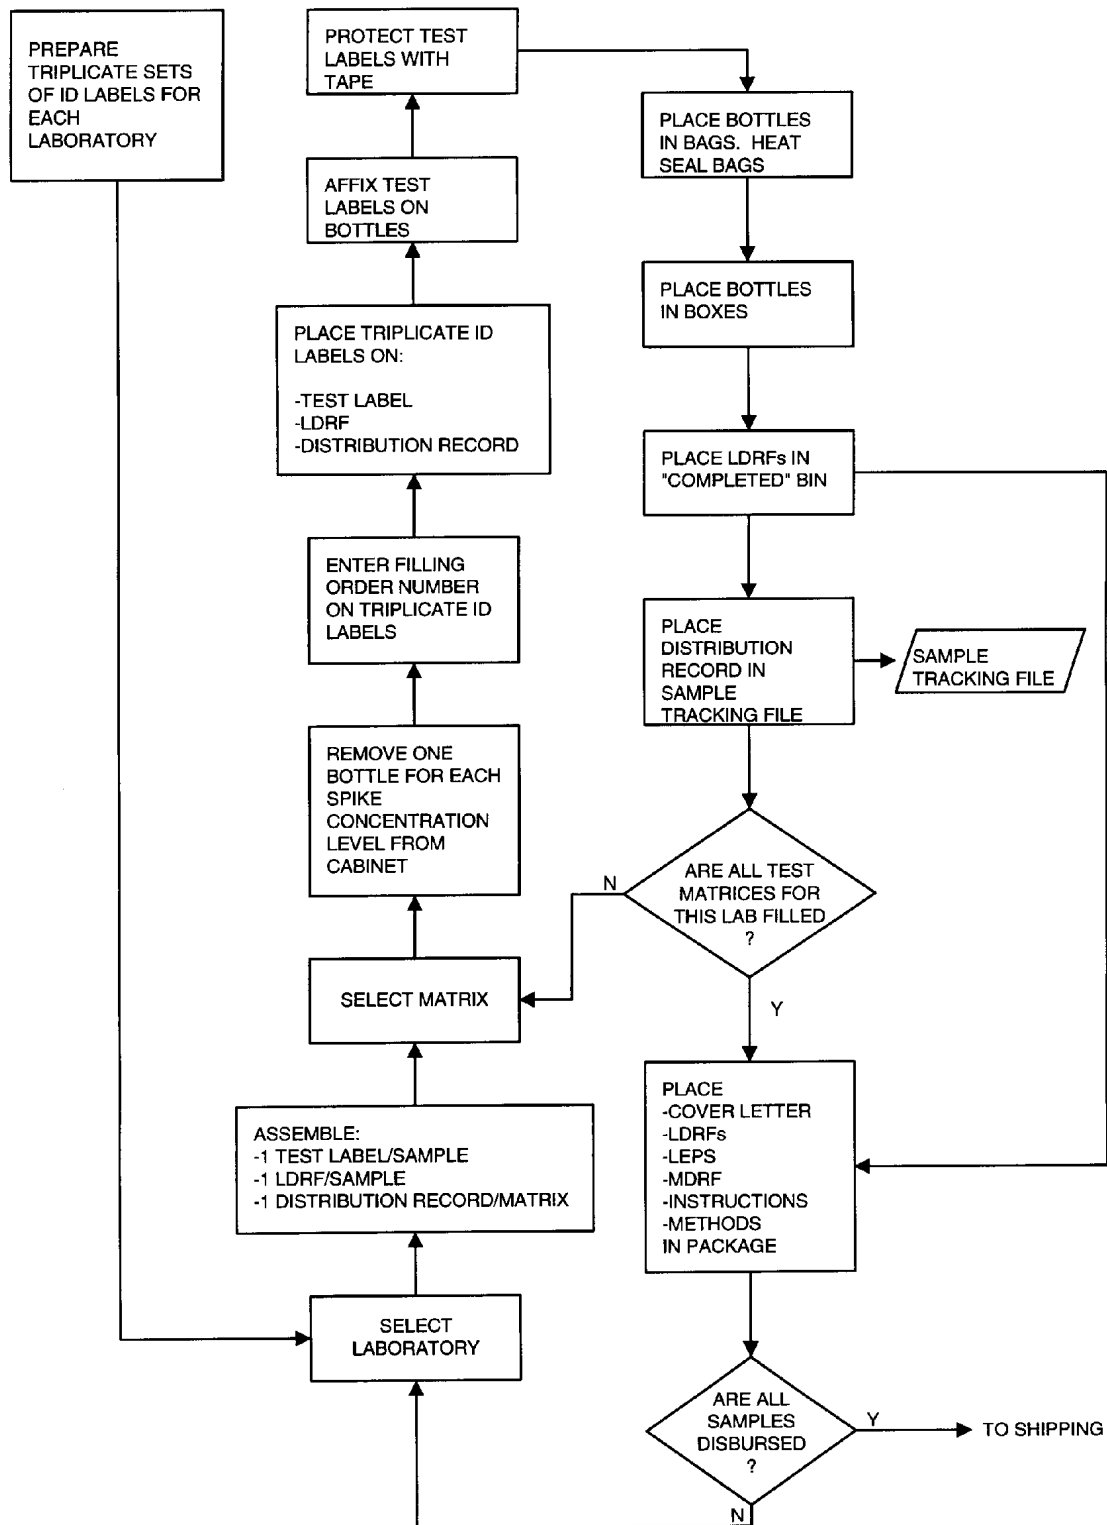 PREPARE
TRIPLICATE SETS
OF ID LABELS FOR
EACH
LABORATORY
PROTECT TEST
LABELS WITH
TAPE
AFFIX TEST
LABELS ON
BOTTLES
PLACE TRIPLICATE ID
LABELS ON:
-TEST LABEL
-LDRF
-DISTRIBUTION RECORD
ENTER FILLING
ORDER NUMBER
ON TRIPLICATE ID
LABELS
REMOVE ONE
BOTTLE FOR EACH
SPIKE
CONCENTRATION
LEVEL FROM
CABINET
SELECT MATRIX
ASSEMBLE:
-1 TEST LABEL/SAMPLE
-1 LDRF/SAMPLE
-1 DISTRIBUTION RECORD/MATRIX
SELECT
LABORATORY
PLACE BOTTLES
IN BAGS. HEAT
SEAL BAGS
PLACE BOTTLES
IN BOXES
PLACE LDRFs IN
"COMPLETED" BIN
PLACE
DISTRIBUTION
RECORD IN
SAMPLE
TRACKING FILE
SAMPLE
TRACKING FILE
ARE ALL TEST
MATRICES FOR
THIS LAB FILLED
?
N
Y
PLACE
-COVER LETTER
-LDRFs
-LEPS
-MDRF
-INSTRUCTIONS
-METHODS
IN PACKAGE
ARE ALL
SAMPLES
DISBURSED
?
Y
TO SHIPPING
N